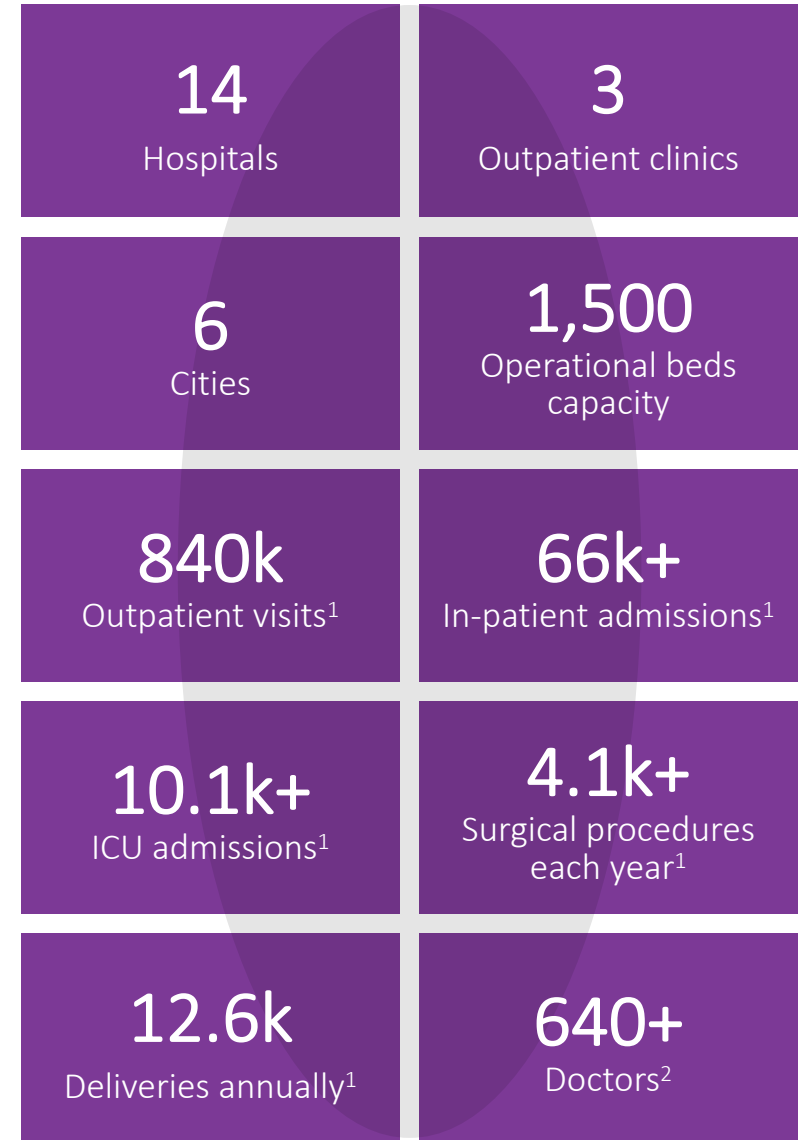 14
Hospitals
3
Outpatient clinics
6
Cities
1,500
Operational beds
capacity
840k
Outpatient visits¹
66k+
In-patient admissions¹
10.1k+
ICU admissions¹
4.1k+
Surgical procedures
each year¹
12.6k
Deliveries annually¹
640+
Doctors²